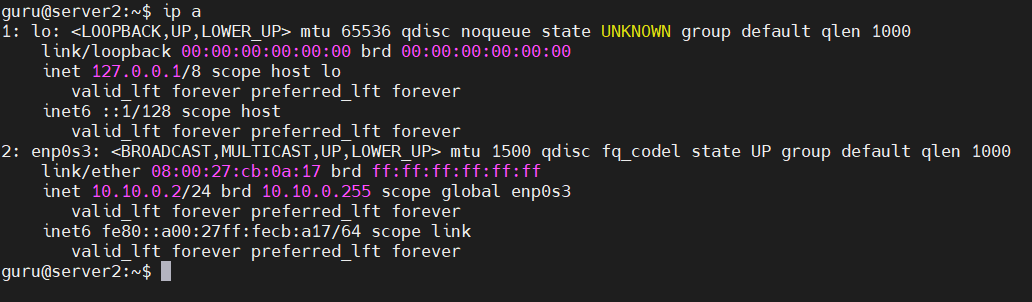 guru@server2:~$ ip a
1: lo: <LOOPBACK,UP,LOWER_UP> mtu 65536 qdisc noqueue state UNKNOWN group default qlen 1000
    link/loopback 00:00:00:00:00:00 brd 00:00:00:00:00:00
    inet 127.0.0.1/8 scope host lo
       valid_lft forever preferred_lft forever
    inet6 ::1/128 scope host
       valid_lft forever preferred_lft forever
2: enp0s3: <BROADCAST,MULTICAST,UP,LOWER_UP> mtu 1500 qdisc fq_codel state UP group default qlen 1000
    link/ether 08:00:27:cb:0a:17 brd ff:ff:ff:ff:ff:ff
    inet 10.10.0.2/24 brd 10.10.0.255 scope global enp0s3
       valid_lft forever preferred_lft forever
    inet6 fe80::a00:27ff:fecb:a17/64 scope link
       valid_lft forever preferred_lft forever
guru@server2:~$